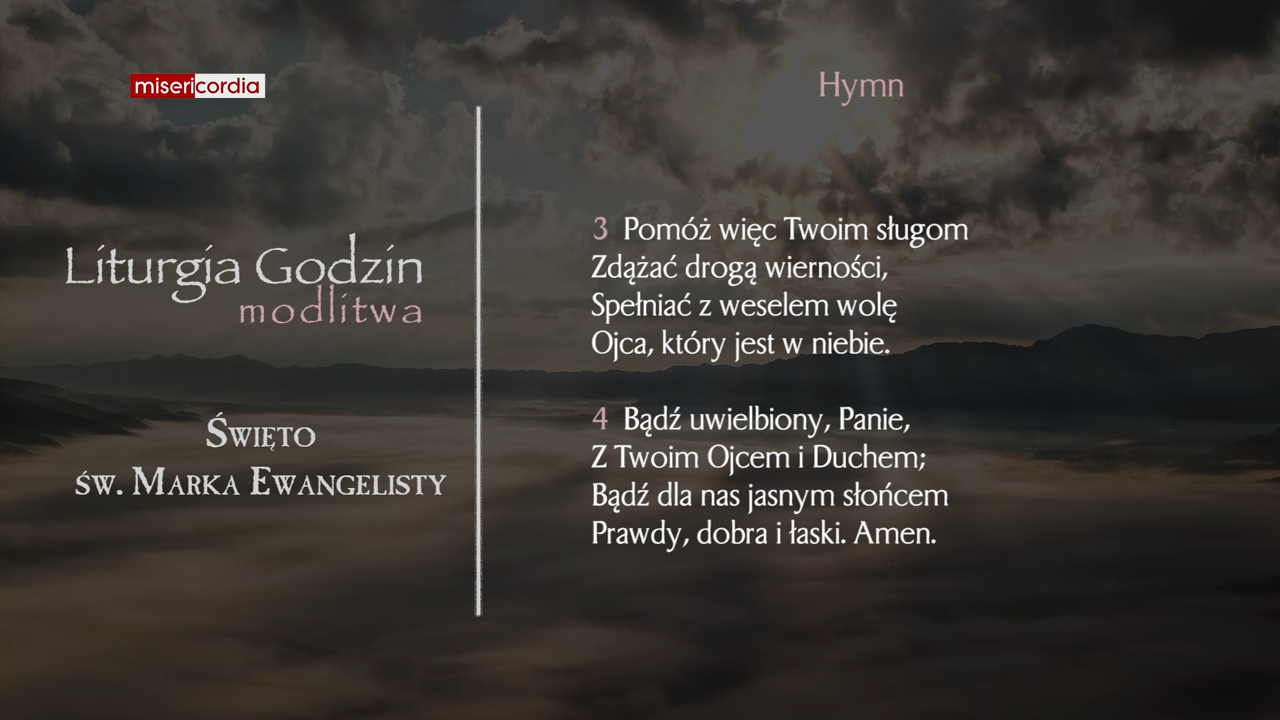 misericordia
Liturgia Godzin
modlitwa
Święto
św. Marka Ewangelisty
Hymn
3 Pomóż więc Twoim sługom
Zdążać drogą wierności,
Spełniać z weselem wolę
Ojca, który jest w niebie.
4 Bądź uwielbiony, Panie,
Z Twoim Ojcem i Duchem;
Bądź dla nas jasnym słońcem
Prawdy, dobra i łaski. Amen.